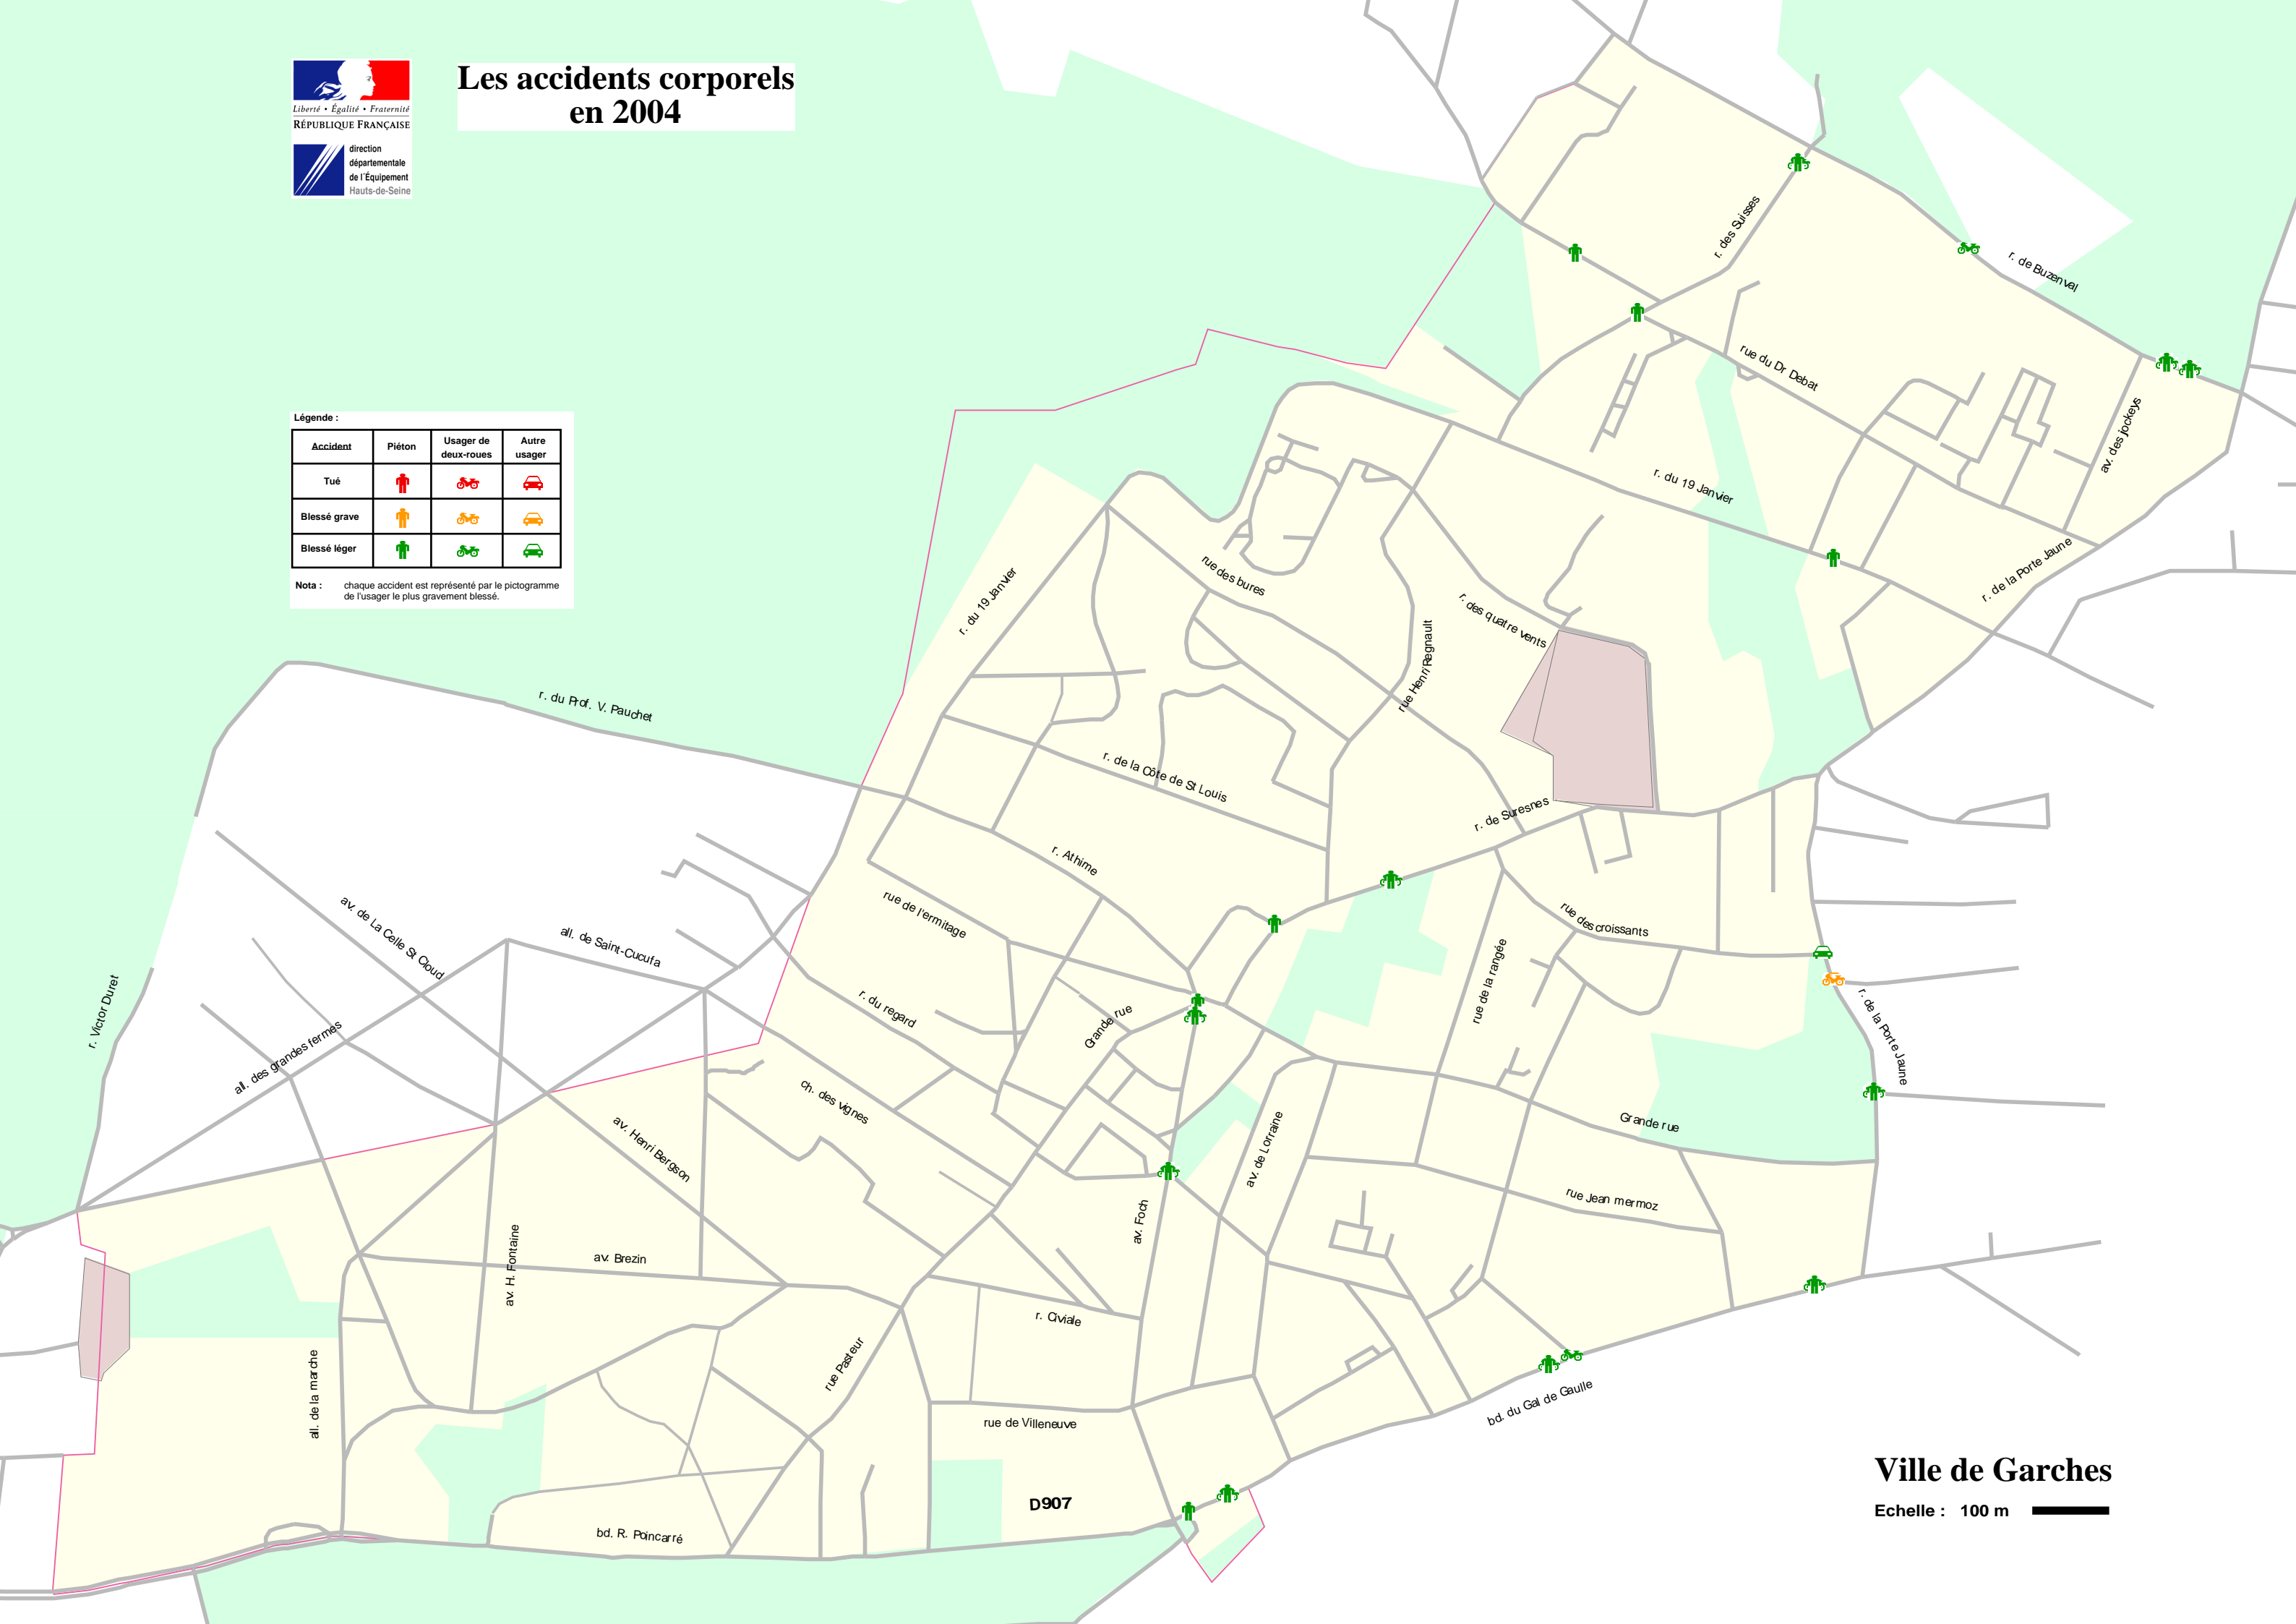 Liberté • Égalité • Fraternité
RÉPUBLIQUE FRANÇAISE
direction
départementale
de l'Équipement
Hauts-de-Seine
Les accidents corporels
en 2004
Légende :
Accident Piéton Usager de deux-roues Autre usager
Tué
Blessé grave
Blessé léger
Nota : chaque accident est représenté par le pictogramme
de l'usager le plus gravement blessé.
r. des Suisses
r. de Buzenval
rue du Dr Debat
av. des jockeys
r. du 19 Janvier
r. de la Porte Jaune
r. du 19 Janvier
rue des bures
r. des quatre vents
rue Henri Regnault
r. du Prof. V. Pauchet
r. de la Côte de St Louis
r. de Suresnes
r. Athime
rue de l'ermitage
rue des croissants
av. de La Celle St Cloud
all. de Saint-Cucufa
rue de la rangée
r. Victor Duret
r. du regard
Grande rue
r. de la Porte Jaune
all. des grandes fermes
ch. des vignes
av. Henri Bergson
av. de Lorraine
Grande rue
rue Jean mermoz
av. Foch
av. H. Fontaine
av. Brezin
r. Civiale
all. de la marche
rue Pasteur
rue de Villeneuve
bd. du Gal de Gaulle
D907
bd. R. Poincarré
Ville de Garches
Echelle : 100 m